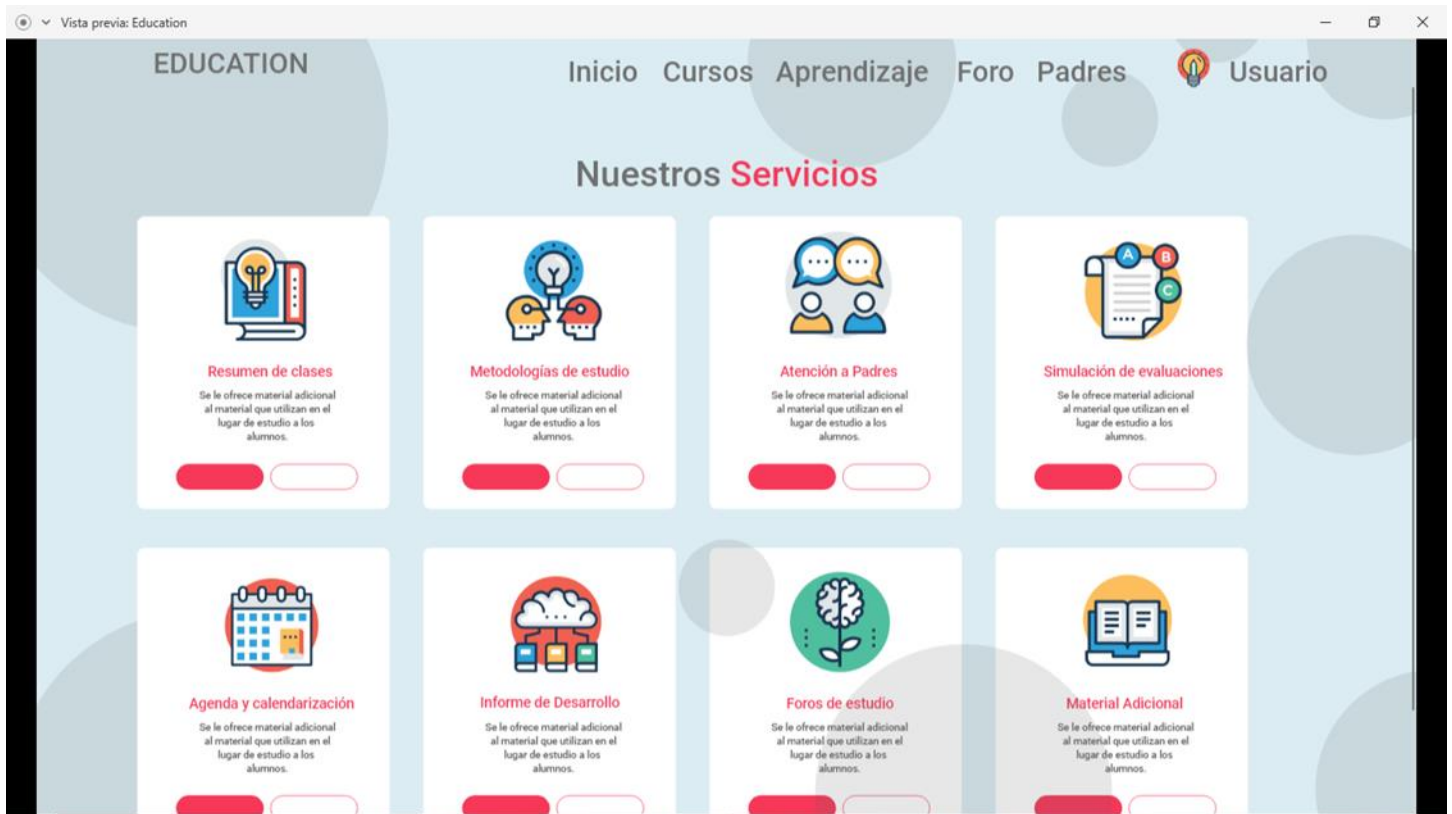 Vista previa: Education
EDUCATION
Inicio Cursos Aprendizaje Foro Padres Usuario
Nuestros Servicios
A
B
C
Resumen de clases
Se le ofrece material adicional
al material que utilizan en el
lugar de estudio a los
alumnos.
Metodologías de estudio
Se le ofrece material adicional
al material que utilizan en el
lugar de estudio a los
alumnos.
Atención a Padres
Se le ofrece material adicional
al material que utilizan en el
lugar de estudio a los
alumnos.
Simulación de evaluaciones
Se le ofrece material adicional
al material que utilizan en el
lugar de estudio a los
alumnos.
Agenda y calendarización
Se le ofrece material adicional
al material que utilizan en el
lugar de estudio a los
alumnos.
Informe de Desarrollo
Se le ofrece material adicional
al material que utilizan en el
lugar de estudio a los
alumnos.
Foros de estudio
Se le ofrece material adicional
al material que utilizan en el
lugar de estudio a los
alumnos.
Material Adicional
Se le ofrece material adicional
al material que utilizan en el
lugar de estudio a los
alumnos.